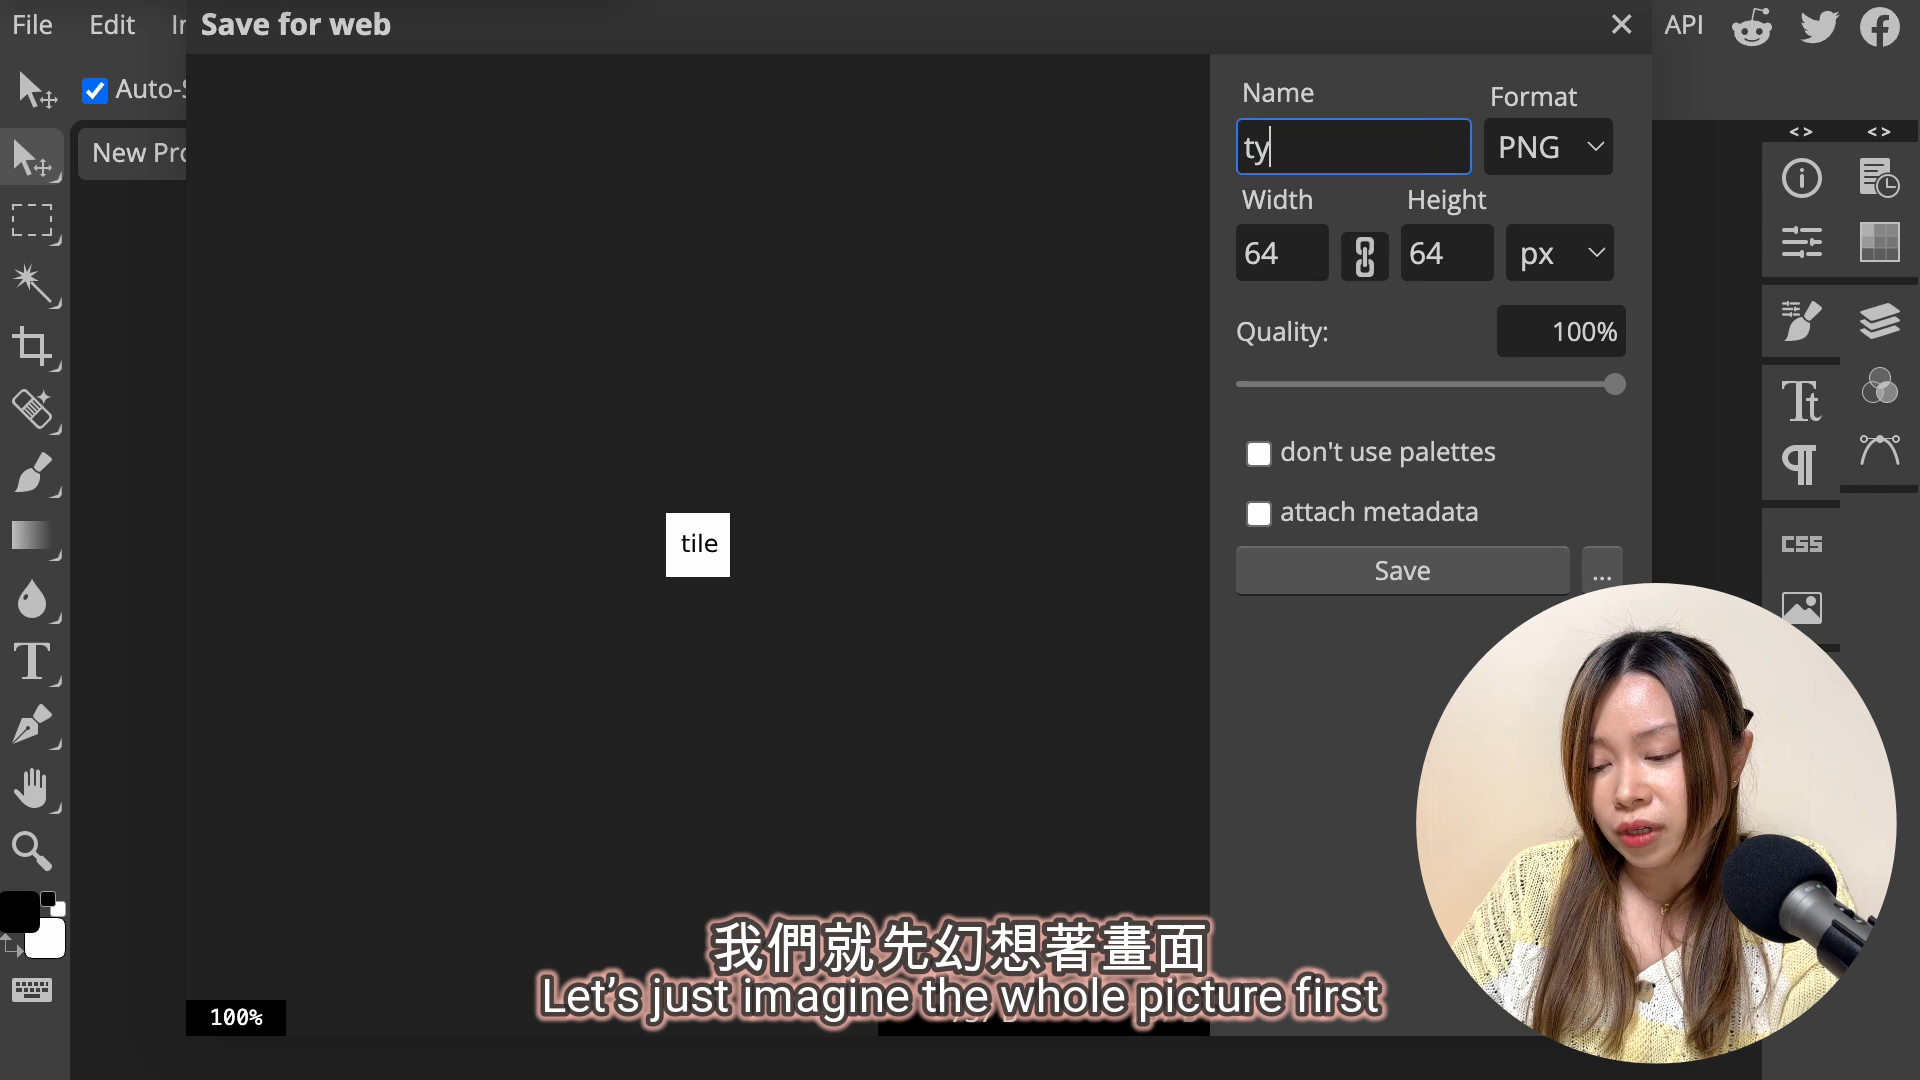 File Edit
Save for web
API
Auto-S
New Pro
Name
Format
ty
PNG
Width
Height
64
64
px
Quality:
100%
don't use palettes
attach metadata
Save
...
tile
css
我們就先幻想著畫面
Let's just imagine the whole picture first
100%